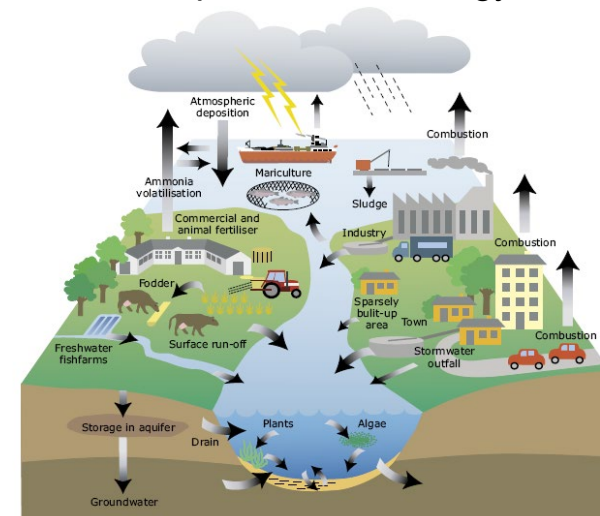 Atmospheric
deposition
Combustion
Mariculture
Ammonia
volatilisation
Sludge
Commercial and
animal fertiliser
Industry
Combustion
Fodder
Sparsely
bulit-up
area
Town
Combustion
Freshwater
fishfarms
Surface run-off
Stormwater
outfall
Storage in aquifer
Drain
Plants
Algae
Groundwater